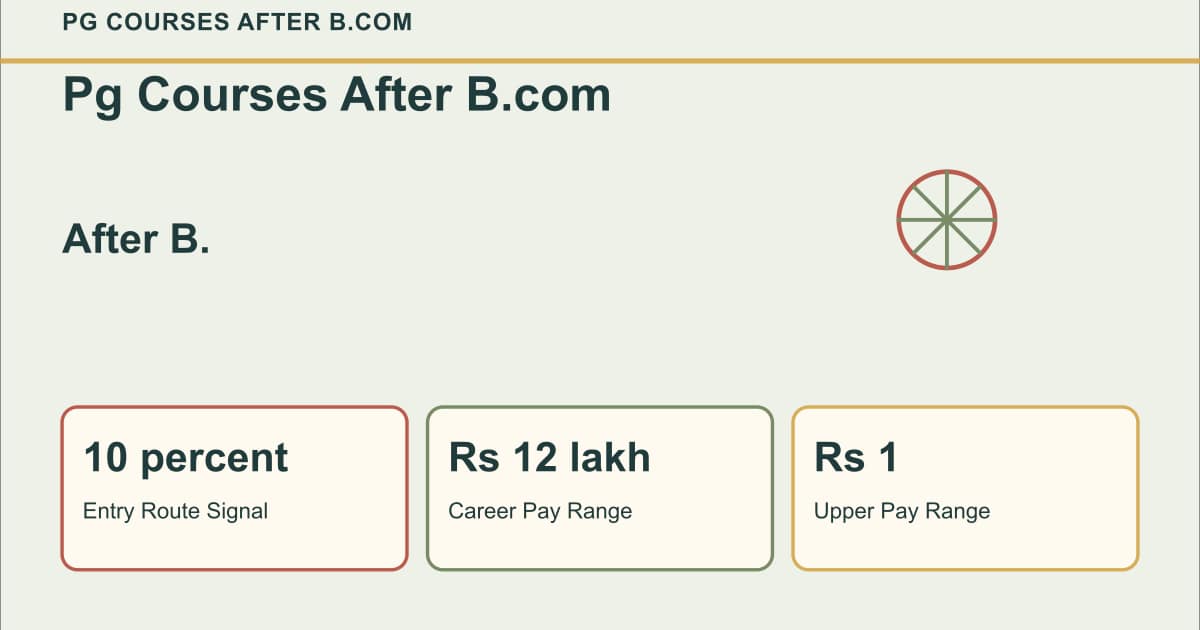 PG COURSES AFTER B.COM
Pg Courses After B.com
After B.
10 percent
Entry Route Signal
Rs 12 lakh
Career Pay Range
Rs 1
Upper Pay Range